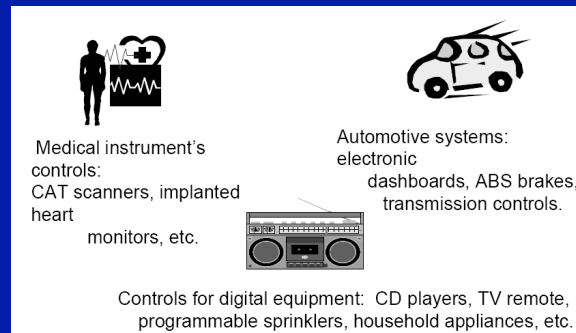 Medical instrument's
controls:
CAT scanners, implanted
heart
monitors, etc.
Automotive systems:
electronic
dashboards, ABS brakes,
transmission controls.
Controls for digital equipment: CD players, TV remote,
programmable sprinklers, household appliances, etc.